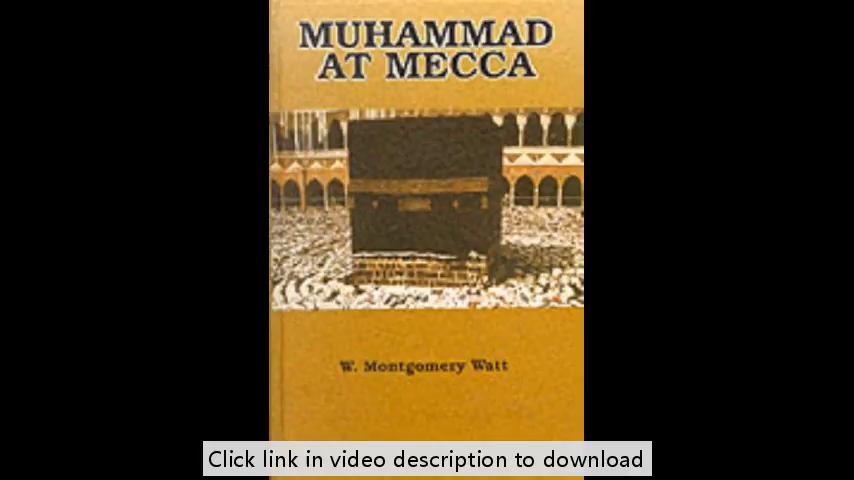 MUHAMMAD
AT MECCA
W. Montgomery Watt
Click link in video description to download